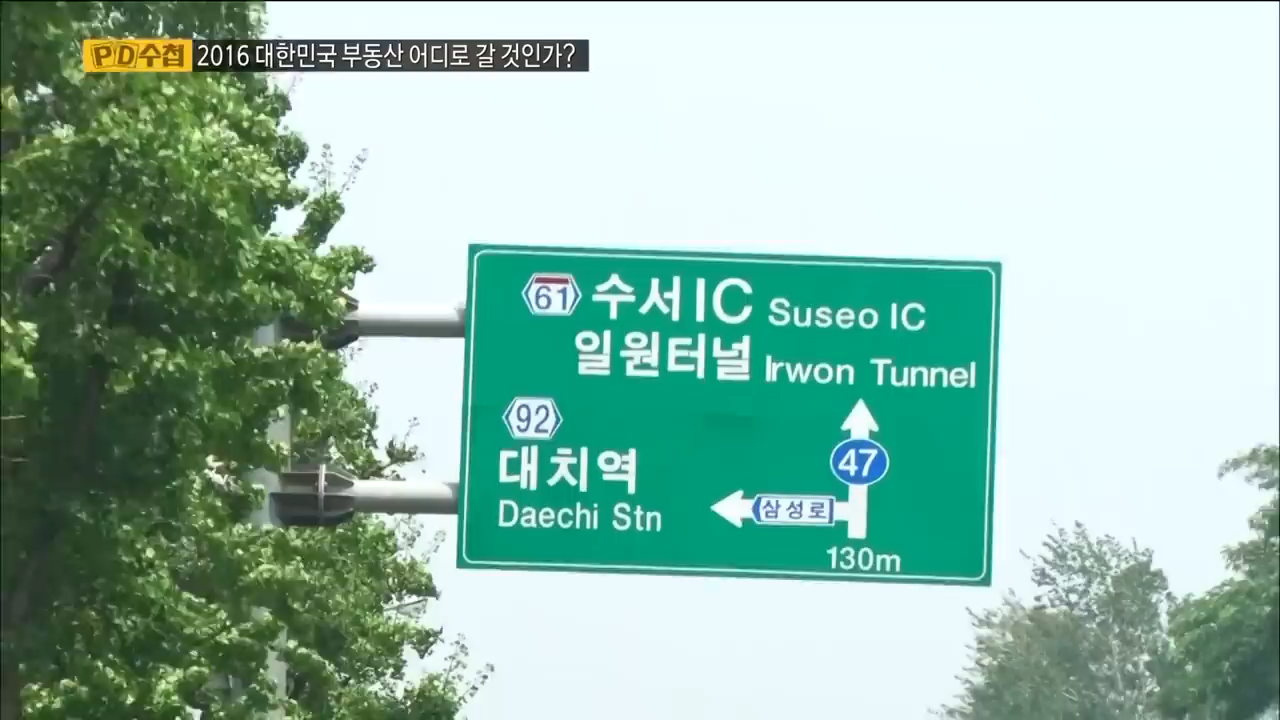 PD수첩 2016 대한민국 부동산 어디로 갈 것인가?
61 수서IC Suseo IC
일원터널 Irwon Tunnel
92
대치역
Daechi Stn
47
삼성로
130m